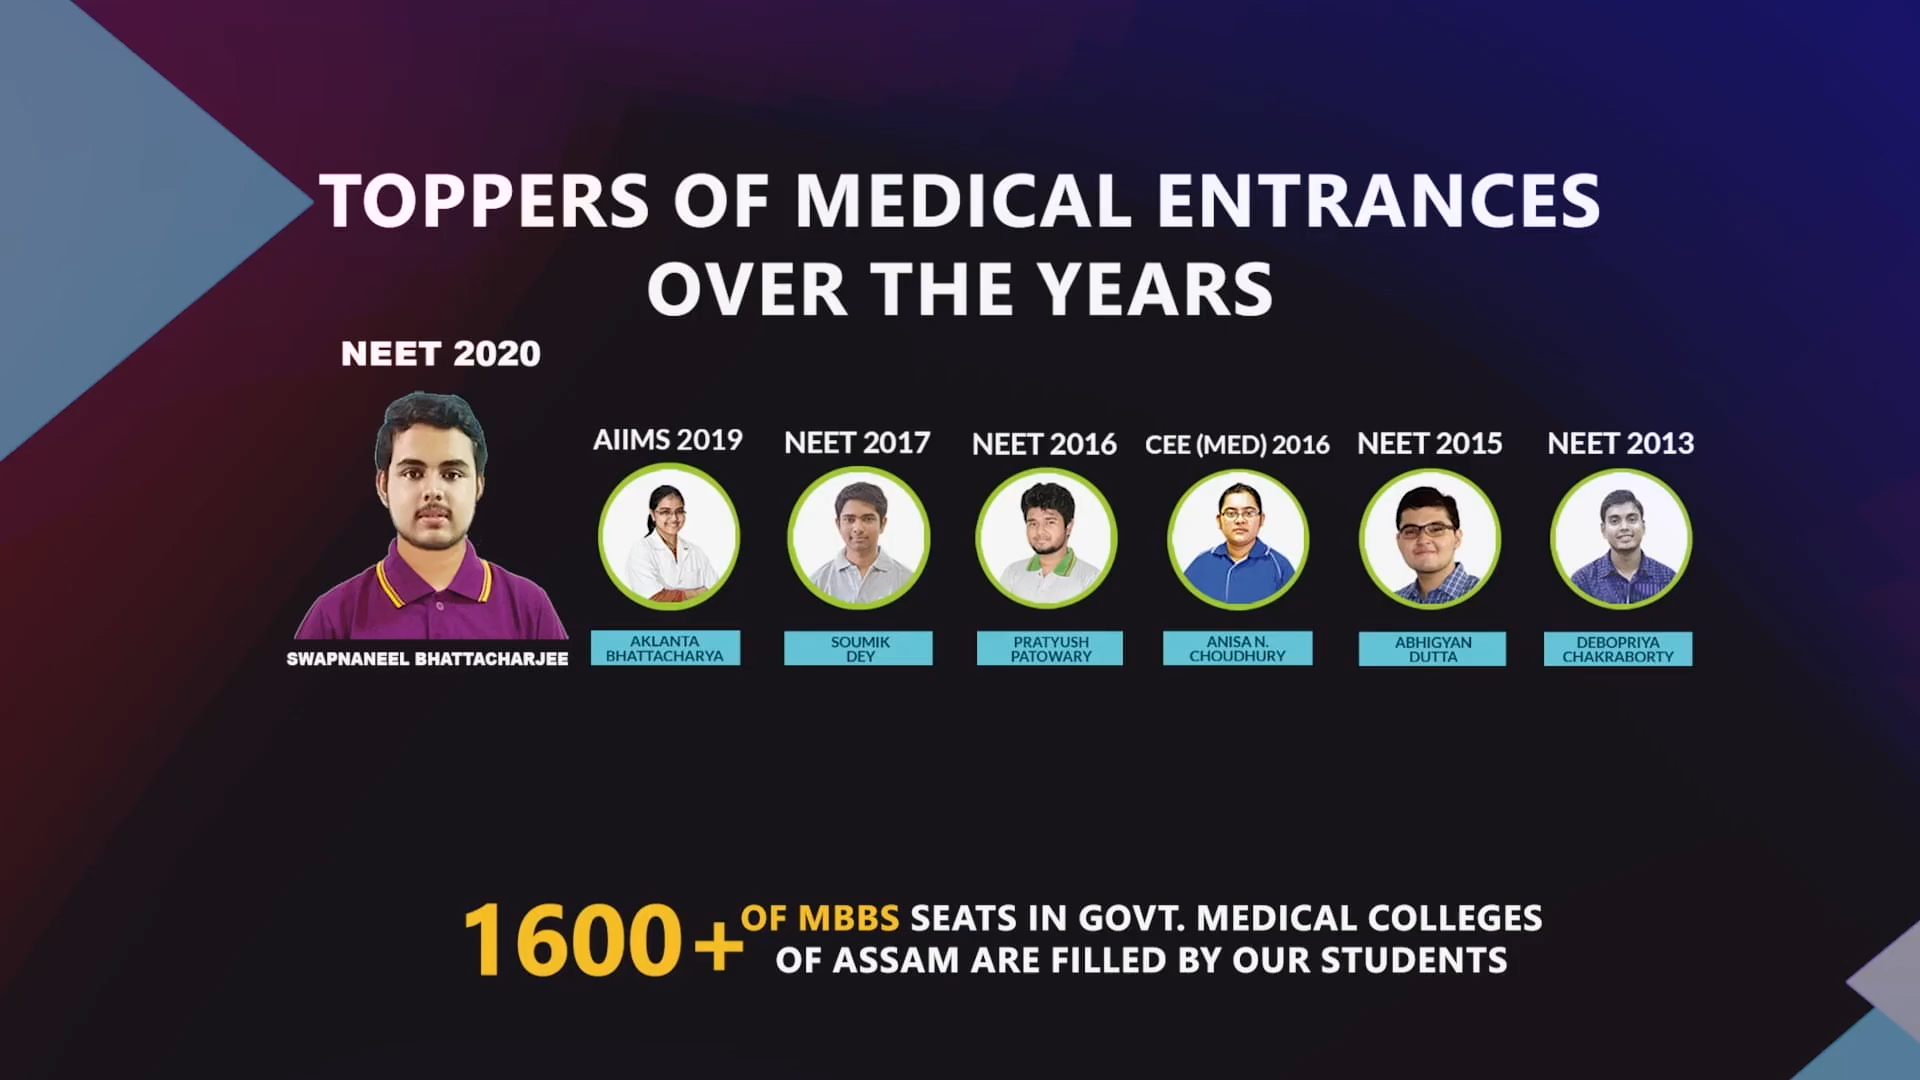 TOPPERS OF MEDICAL ENTRANCES
OVER THE YEARS
NEET 2020
SWAPNANEEL BHATTACHARJEE
AIIMS 2019
AKLANTA
BHATTACHARYA
NEET 2017
SOUMIK
DEY
NEET 2016
PRATYUSH
PATOWARY
CEE (MED) 2016
ANISA N.
CHOUDHURY
NEET 2015
ABHIGYAN
DUTTA
NEET 2013
DEBOPRIYA
CHAKRABORTY
1600+ OF MBBS SEATS IN GOVT. MEDICAL COLLEGES
OF ASSAM ARE FILLED BY OUR STUDENTS